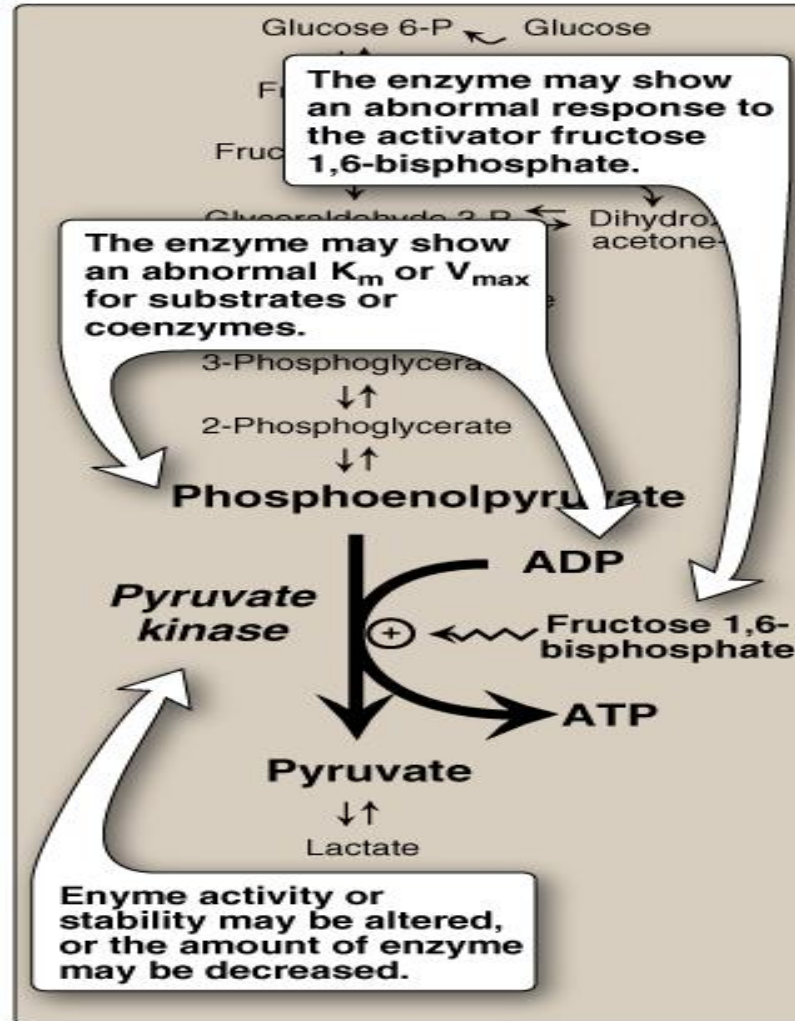 Glucose 6-P Glucose
The enzyme may show
an abnormal response to
the activator fructose
1,6-bisphosphate.
The enzyme may show
an abnormal Km or Vmax
for substrates or
coenzymes.
2-Phosphoglycerate
Phosphoenolpyruvate
ADP
Pyruvate
kinase
+
Fructose 1,6-
bisphosphate
ATP
Pyruvate
Lactate
Enyme activity or
stability may be altered,
or the amount of enzyme
may be decreased.